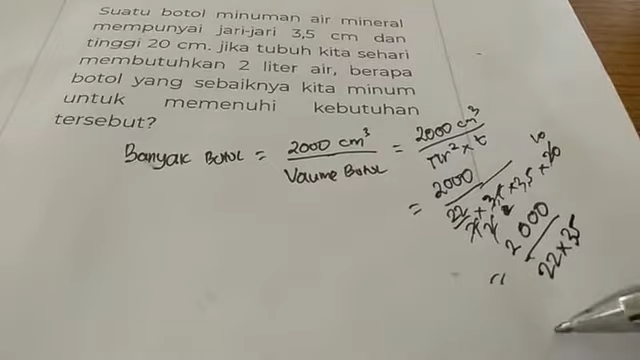 Suatu botol minuman air mineral
mempunyai jari-jari 3,5 cm dan
tinggi 20 cm. jika tubuh kita sehari
membutuhkan 2 liter air, berapa
botol yang sebaiknya kita minum
untuk memenuhi kebutuhan
tersebut?
Banyak Botol = 2000 cm³ / Vaume Botol = 2000 cm³ / πr² × t
= 2000 / 22/7 × 3,5 × 3,5 × 20
10
= 2000 / 22×35